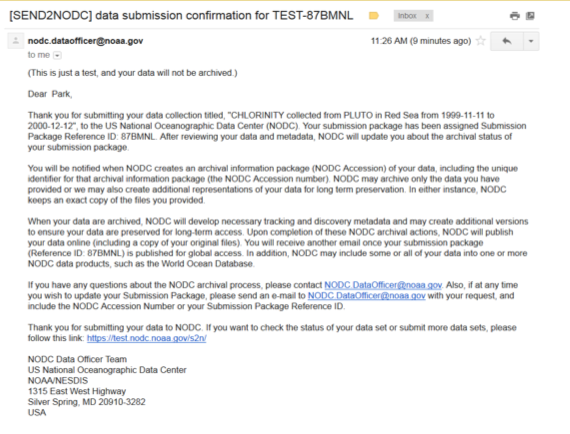 [SEND2NODC] data submission confirmation for TEST-87BMNL
Inbox x
nodc.dataofficer@noaa.gov
11:26 AM (9 minutes ago)
to me
(This is just a test, and your data will not be archived.)
Dear Park,
Thank you for submitting your data collection titled, "CHLORINITY collected from PLUTO in Red Sea from 1999-11-11 to
2000-12-12", to the US National Oceanographic Data Center (NODC). Your submission package has been assigned Submission
Package Reference ID: 87BMNL. After reviewing your data and metadata, NODC will update you about the archival status of
your submission package.
You will be notified when NODC creates an archival information package (NODC Accession) of your data, including the unique
identifier for that archival information package (the NODC Accession number). NODC may archive only the data you have
provided or we may also create additional representations of your data for long term preservation. In either instance, NODC
keeps an exact copy of the files you provided.
When your data are archived, NODC will develop necessary tracking and discovery metadata and may create additional versions
to ensure your data are preserved for long-term access. Upon completion of these NODC archival actions, NODC will publish
your data online (including a copy of your original files). You will receive another email once your submission package
(Reference ID: 87BMNL) is published for global access. In addition, NODC may include some or all of your data into one or more
NODC data products, such as the World Ocean Database.
If you have any questions about the NODC archival process, please contact NODC.DataOfficer@noaa.gov. Also, if at any time
you wish to update your Submission Package, please send an e-mail to NODC.DataOfficer@noaa.gov with your request, and
include the NODC Accession Number or your Submission Package Reference ID.
Thank you for submitting your data to NODC. If you want to check the status of your data set or submit more data sets, please
follow this link: https://test.nodc.noaa.gov/s2n/
NODC Data Officer Team
US National Oceanographic Data Center
NOAA/NESDIS
1315 East West Highway
Silver Spring, MD 20910-3282
USA